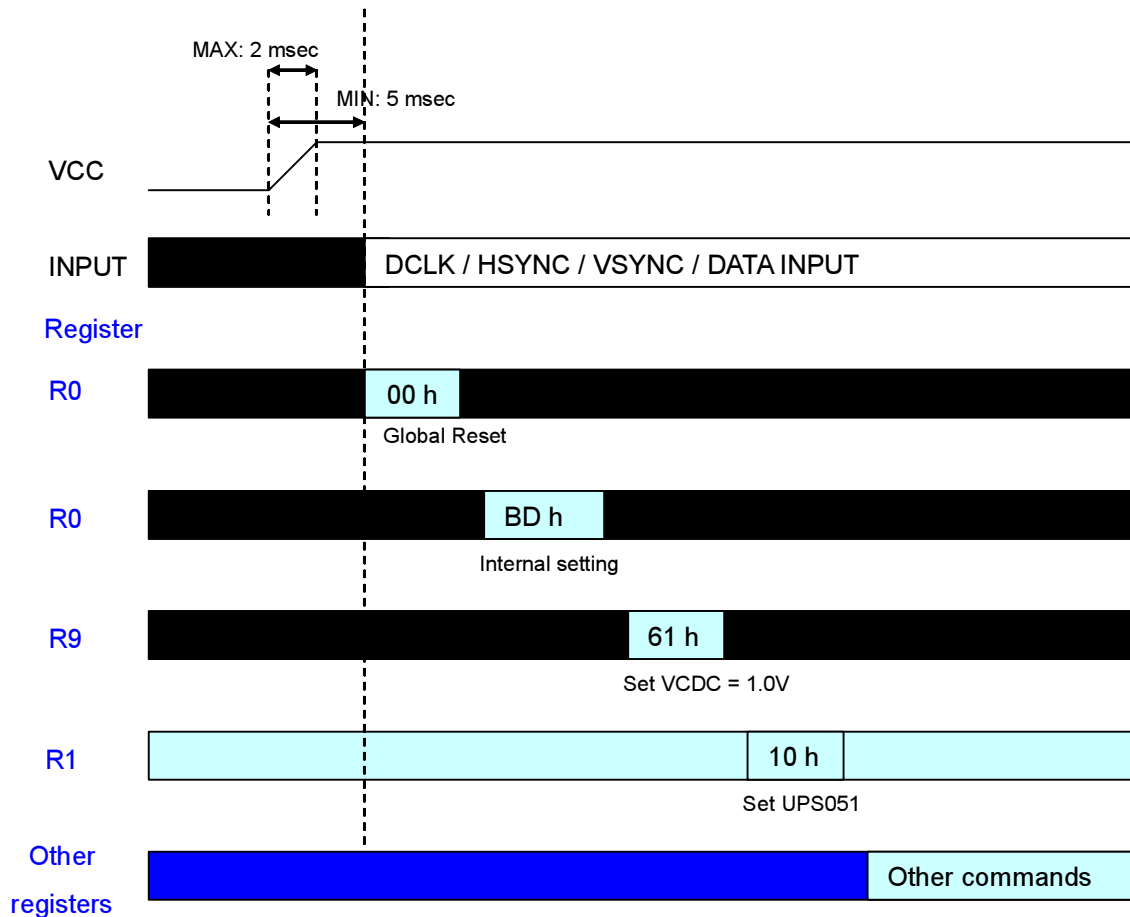 MAX: 2 msec
MIN: 5 msec
VCC
INPUT
DCLK / HSYNC / VSYNC / DATA INPUT
Register
R0
00 h
Global Reset
R0
BD h
Internal setting
R9
61 h
Set VCDC = 1.0V
R1
10 h
Set UPS051
Other
registers
Other commands